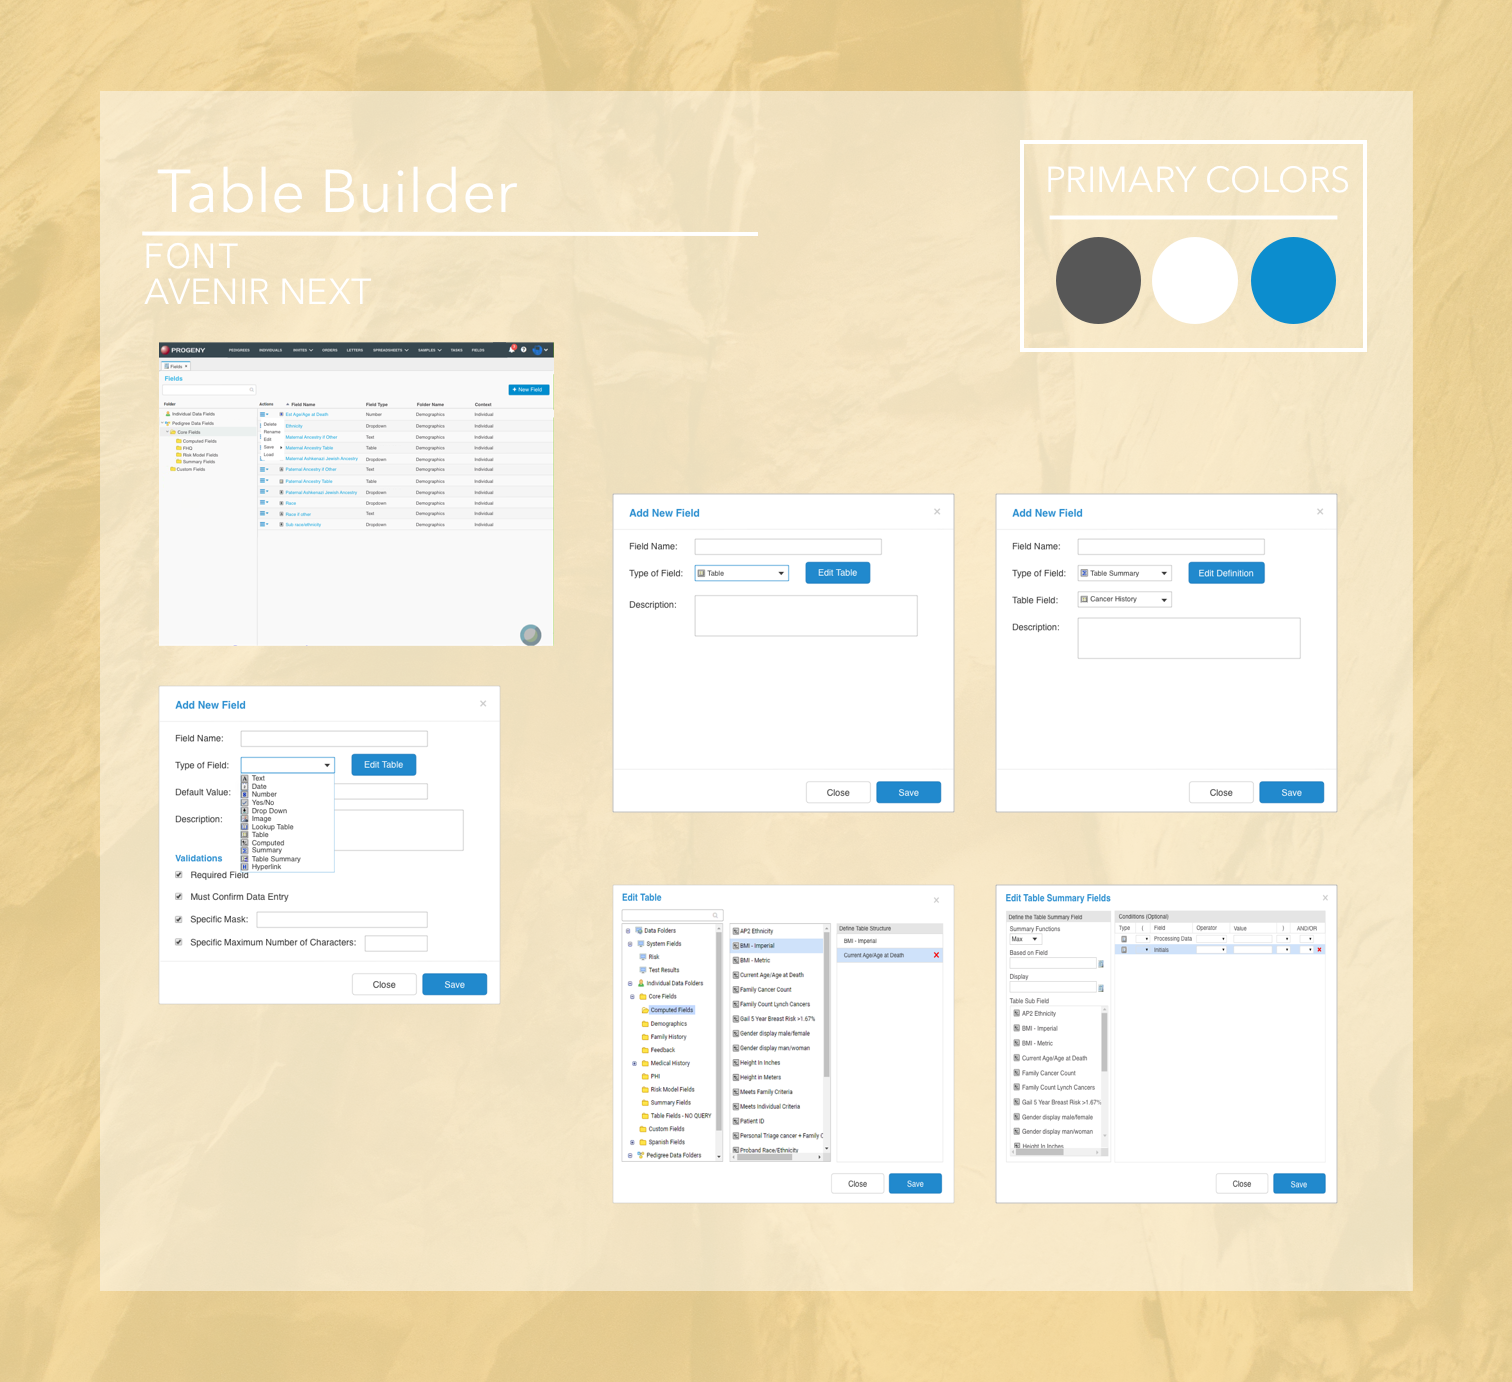 Table Builder
FONT
AVENIR NEXT
PRIMARY COLORS
PROGENY
PEDIGREES INDIVIDUALS INVITES ORDERS LETTERS SPREADSHEETS SAMPLES TASKS FIELDS
Fields
Fields
+ New Field
Folder
Individual Data Fields
Pedigree Data Fields
Core Fields
Computed Fields
PHQ
Risk Model Fields
Summary Fields
Custom Fields
Actions Field Name Field Type Folder Name Context
Est Age/Age at Death Number Demographics Individual
Ethnicity Dropdown Demographics Individual
Maternal Ancestry if Other Text Demographics Individual
Maternal Ancestry Table Table Demographics Individual
Maternal Ashkenazi Jewish Ancestry Dropdown Demographics Individual
Paternal Ancestry if Other Text Demographics Individual
Paternal Ancestry Table Table Demographics Individual
Paternal Ashkenazi Jewish Ancestry Dropdown Demographics Individual
Race Dropdown Demographics Individual
Race if other Text Demographics Individual
Sub race/ethnicity Dropdown Demographics Individual
Delete
Rename
Edit
Save
Load
Add New Field
Field Name:
Type of Field: Table Edit Table
Description:
Close Save
Add New Field
Field Name:
Type of Field: Table Summary Edit Definition
Table Field: Cancer History
Description:
Close Save
Add New Field
Field Name:
Type of Field: Edit Table
Text
Date
Number
Yes/No
Drop Down
Image
Lookup Table
Table
Computed
Summary
Table Summary
Hyperlink
Default Value:
Description:
Validations
Required Field
Must Confirm Data Entry
Specific Mask:
Specific Maximum Number of Characters:
Close Save
Edit Table
Data Folders
System Fields
Risk
Test Results
Individual Data Folders
Core Fields
Computed Fields
Demographics
Family History
Feedback
Medical History
PHI
Risk Model Fields
Summary Fields
Table Fields - NO QUERY
Custom Fields
Spanish Fields
Pedigree Data Folders
AP2 Ethnicity
BMI - Imperial
BMI - Metric
Current Age/Age at Death
Family Cancer Count
Family Count Lynch Cancers
Gail 5 Year Breast Risk >1.67%
Gender display male/female
Gender display man/woman
Height In Inches
Height in Meters
Meets Family Criteria
Meets Individual Criteria
Patient ID
Personal Triage cancer + Family C
Proband Race/Ethnicity
Define Table Structure
BMI - Imperial
Current Age/Age at Death
Close Save
Edit Table Summary Fields
Define the Table Summary Field
Summary Functions
Max
Based on Field
Display
Table Sub Field
AP2 Ethnicity
BMI - Imperial
BMI - Metric
Current Age/Age at Death
Family Cancer Count
Family Count Lynch Cancers
Gail 5 Year Breast Risk >1.67%
Gender display male/female
Gender display man/woman
Height In Inches
Conditions (Optional)
Type ( Field Operator Value ) AND/OR
Processing Data
Initials
Close Save